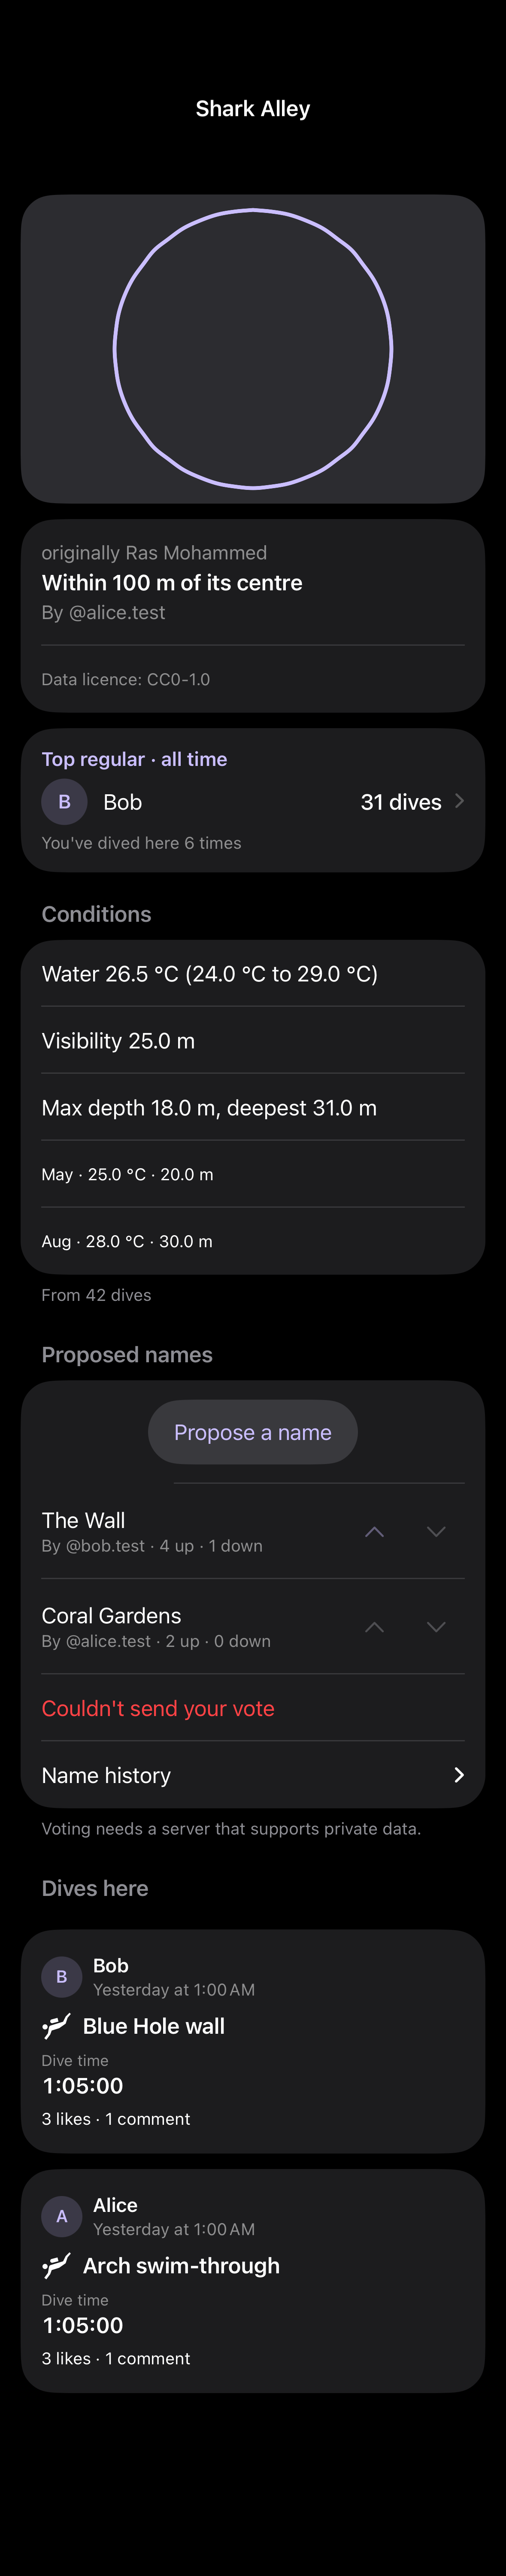 Shark Alley
originally Ras Mohammed
Within 100 m of its centre
By @alice.test
Data licence: CC0-1.0
Top regular · all time
B
Bob
31 dives
You've dived here 6 times
Conditions
Water 26.5 °C (24.0 °C to 29.0 °C)
Visibility 25.0 m
Max depth 18.0 m, deepest 31.0 m
May · 25.0 °C · 20.0 m
Aug · 28.0 °C · 30.0 m
From 42 dives
Proposed names
Propose a name
The Wall
By @bob.test · 4 up · 1 down
Coral Gardens
By @alice.test · 2 up · 0 down
Couldn't send your vote
Name history
Voting needs a server that supports private data.
Dives here
B
Bob
Yesterday at 1:00 AM
Blue Hole wall
Dive time
1:05:00
3 likes · 1 comment
A
Alice
Yesterday at 1:00 AM
Arch swim-through
Dive time
1:05:00
3 likes · 1 comment